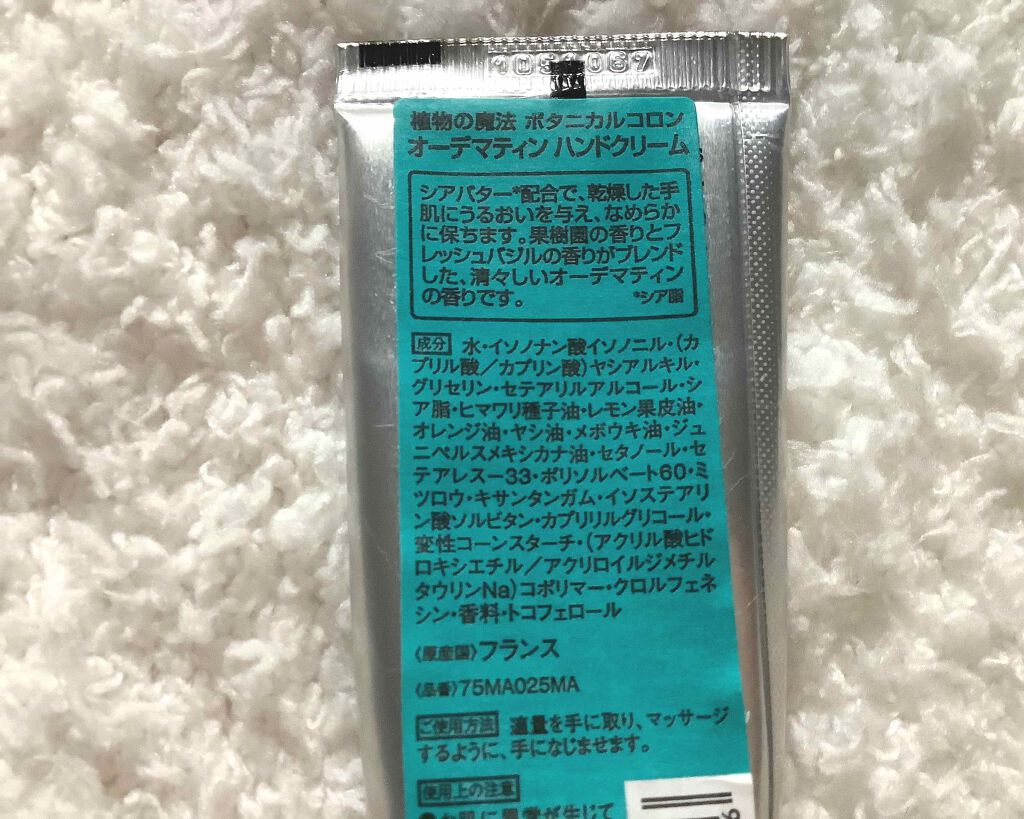 植物の魔法 ボタニカルコロン
オーデマティン ハンドクリーム
シアバター*配合で、乾燥した手
肌にうるおいを与え、なめらか
に保ちます。果樹園の香りとフ
レッシュバジルの香りがブレンド
した、清々しいオーデマティン
の香りです。 *シア脂
成分 水・イソノナン酸イソノニル・(カ
プリル酸/カプリン酸)ヤシアルキル・
グリセリン・セテアリルアルコール・シ
ア脂・ヒマワリ種子油・レモン果皮油・
オレンジ油・ヤシ油・メボウキ油・ジュ
ニペルスメキシカナ油・セタノール・セ
テアレス-33・ポリソルベート60・ミ
ツロウ・キサンタンガム・イソステアリ
ン酸ソルビタン・カプリリルグリコール・
変性コーンスターチ・(アクリル酸ヒド
ロキシエチル/アクリロイルジメチル
タウリンNa)コポリマー・クロルフェネ
シン・香料・トコフェロール
〈原産国〉フランス
〈品番〉75MA025MA
ご使用方法 適量を手に取り、マッサージ
するように、手になじませます。
使用上の注意
●お肌に異常が生じて